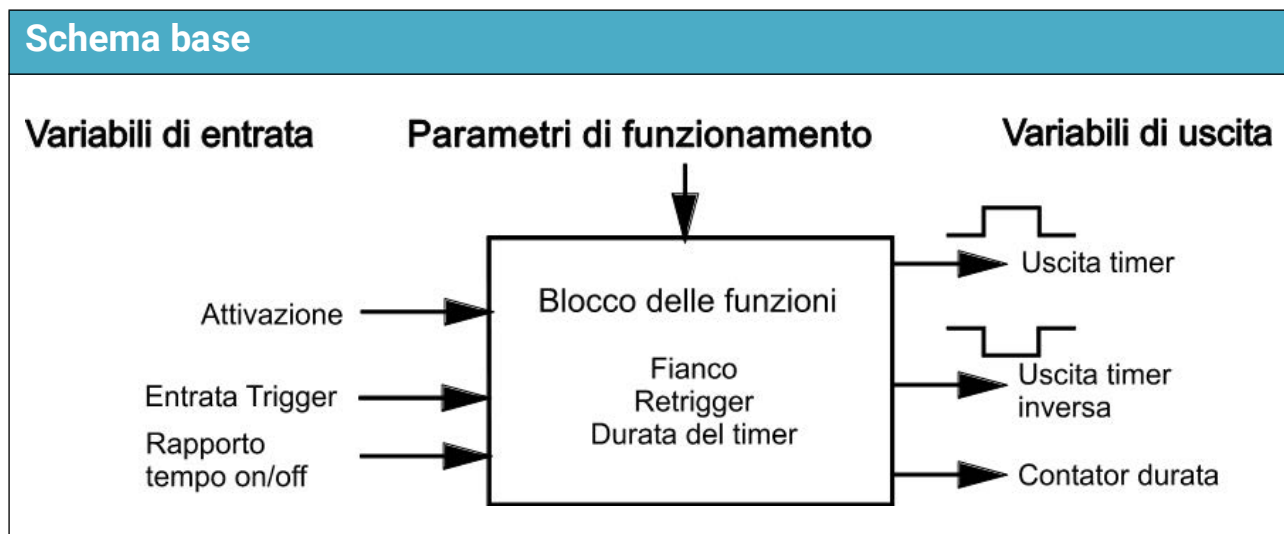 Schema base
Variabili di entrata
Parametri di funzionamento
Variabili di uscita
Attivazione
Entrata Trigger
Rapporto
tempo on/off
Blocco delle funzioni
Fianco
Retrigger
Durata del timer
Uscita timer
Uscita timer
inversa
Contator durata